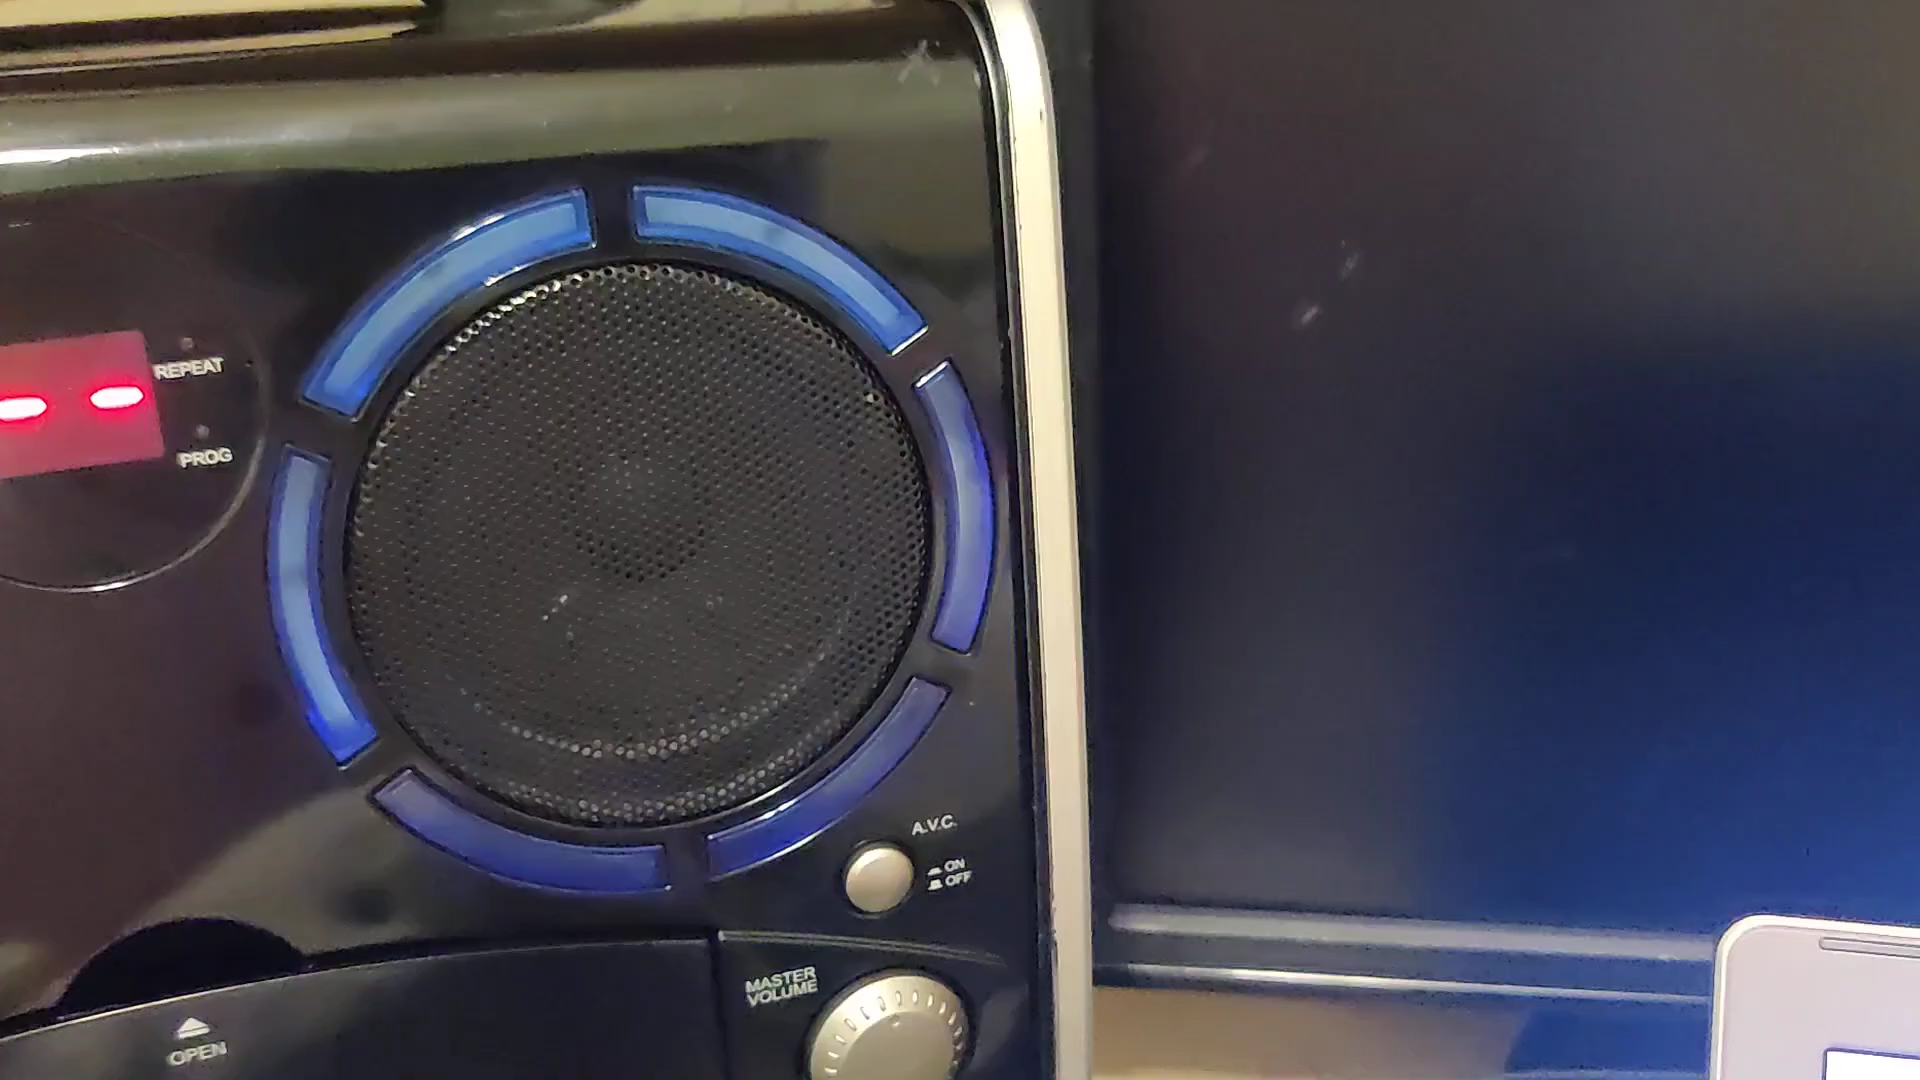 REPEAT
PROG
A.V.C.
ON
OFF
MASTER
VOLUME
OPEN